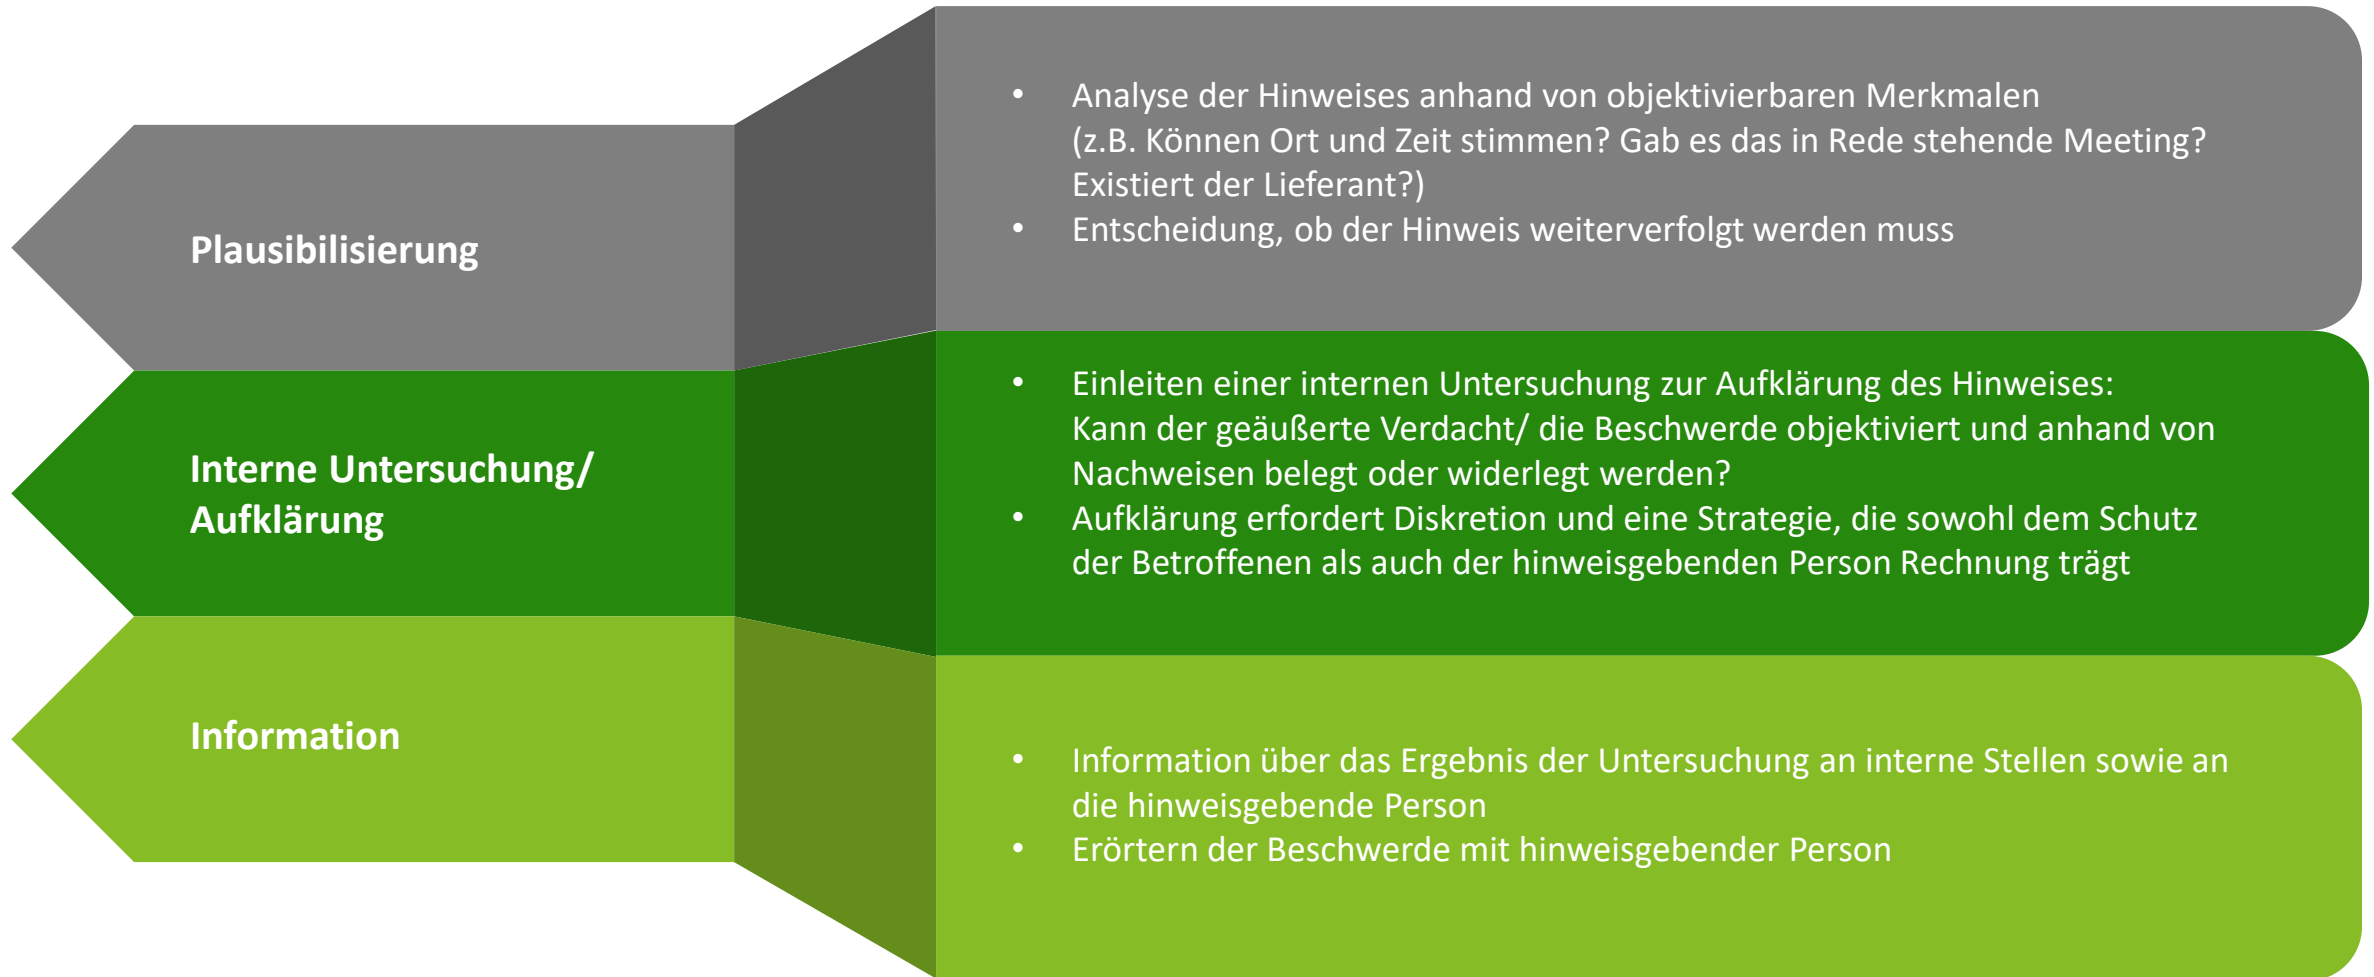 Plausibilisierung
• Analyse der Hinweises anhand von objektivierbaren Merkmalen
(z.B. Können Ort und Zeit stimmen? Gab es das in Rede stehende Meeting?
Existiert der Lieferant?)
• Entscheidung, ob der Hinweis weiterverfolgt werden muss
Interne Untersuchung/
Aufklärung
• Einleiten einer internen Untersuchung zur Aufklärung des Hinweises:
Kann der geäußerte Verdacht/ die Beschwerde objektiviert und anhand von
Nachweisen belegt oder widerlegt werden?
• Aufklärung erfordert Diskretion und eine Strategie, die sowohl dem Schutz
der Betroffenen als auch der hinweisgebenden Person Rechnung trägt
Information
• Information über das Ergebnis der Untersuchung an interne Stellen sowie an
die hinweisgebende Person
• Erörtern der Beschwerde mit hinweisgebender Person